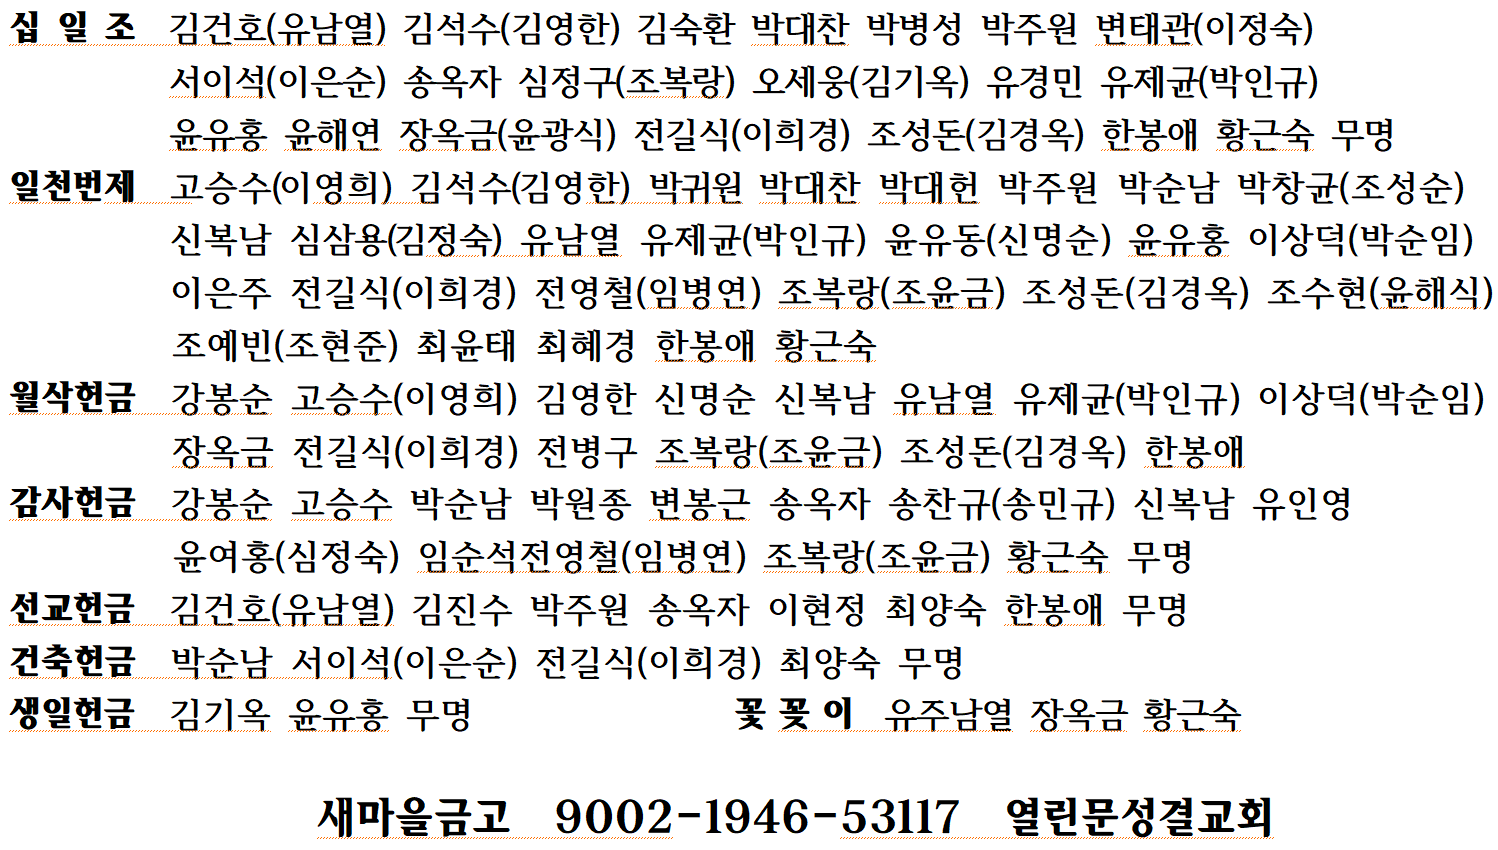 십 일 조 김건호(유남열) 김석수(김영한) 김숙환 박대찬 박병성 박주원 변태관(이정숙)
서이석(이은순) 송옥자 심정구(조복랑) 오세웅(김기옥) 유경민 유제균(박인규)
윤유홍 윤해연 장옥금(윤광식) 전길식(이희경) 조성돈(김경옥) 한봉애 황근숙 무명
일천번제 고승수(이영희) 김석수(김영한) 박귀원 박대찬 박대헌 박주원 박순남 박창균(조성순)
신복남 심삼용(김정숙) 유남열 유제균(박인규) 윤유동(신명순) 윤유홍 이상덕(박순임)
이은주 전길식(이희경) 전영철(임병연) 조복랑(조윤금) 조성돈(김경옥) 조수현(윤해식)
조예빈(조현준) 최윤태 최혜경 한봉애 황근숙
월삭헌금 강봉순 고승수(이영희) 김영한 신명순 신복남 유남열 유제균(박인규) 이상덕(박순임)
장옥금 전길식(이희경) 전병구 조복랑(조윤금) 조성돈(김경옥) 한봉애
감사헌금 강봉순 고승수 박순남 박원종 변봉근 송옥자 송찬규(송민규) 신복남 유인영
윤여홍(심정숙) 임순석전영철(임병연) 조복랑(조윤금) 황근숙 무명
선교헌금 김건호(유남열) 김진수 박주원 송옥자 이현정 최양숙 한봉애 무명
건축헌금 박순남 서이석(이은순) 전길식(이희경) 최양숙 무명
생일헌금 김기옥 윤유홍 무명 꽃 꽂 이 유주남열 장옥금 황근숙
새마을금고 9002-1946-53117 열린문성결교회